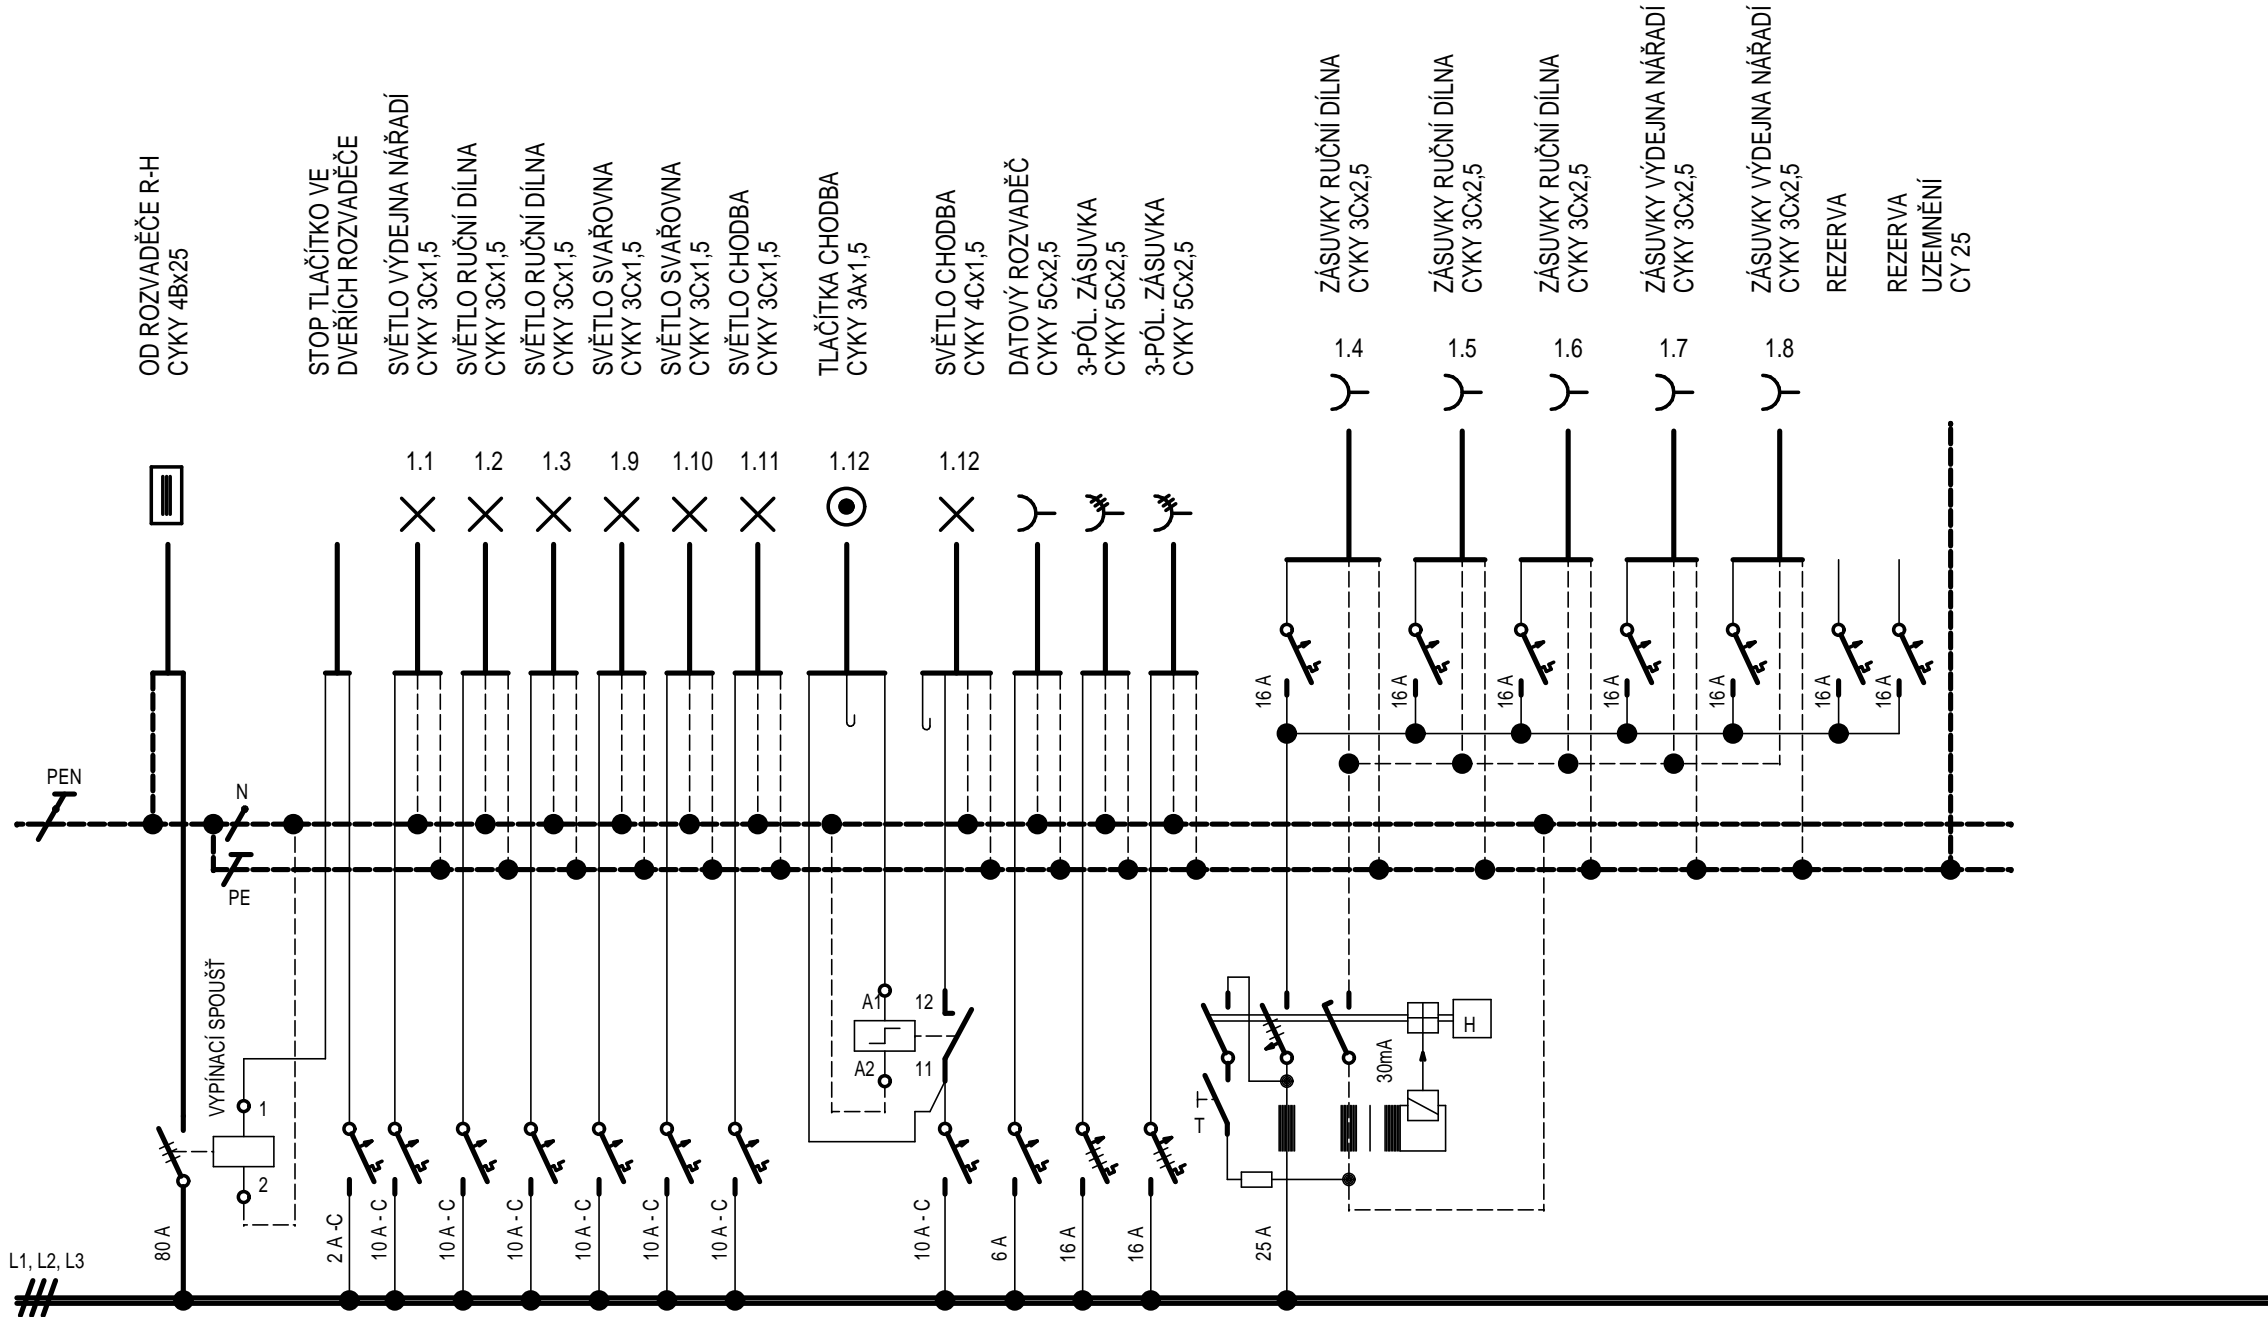 OD ROZVADĚČE R-H
CYKY 4Bx25
STOP TLAČÍTKO VE
DVEŘÍCH ROZVADĚČE
SVĚTLO VÝDEJNA NÁŘADÍ
CYKY 3Cx1,5
SVĚTLO RUČNÍ DÍLNA
CYKY 3Cx1,5
SVĚTLO RUČNÍ DÍLNA
CYKY 3Cx1,5
SVĚTLO SVAŘOVNA
CYKY 3Cx1,5
SVĚTLO SVAŘOVNA
CYKY 3Cx1,5
SVĚTLO CHODBA
CYKY 3Cx1,5
TLAČÍTKA CHODBA
CYKY 3Ax1,5
SVĚTLO CHODBA
CYKY 4Cx1,5
DATOVÝ ROZVADĚČ
CYKY 5Cx2,5
3-PÓL. ZÁSUVKA
CYKY 5Cx2,5
3-PÓL. ZÁSUVKA
CYKY 5Cx2,5
ZÁSUVKY RUČNÍ DÍLNA
CYKY 3Cx2,5
ZÁSUVKY RUČNÍ DÍLNA
CYKY 3Cx2,5
ZÁSUVKY RUČNÍ DÍLNA
CYKY 3Cx2,5
ZÁSUVKY VÝDEJNA NÁŘADÍ
CYKY 3Cx2,5
ZÁSUVKY VÝDEJNA NÁŘADÍ
CYKY 3Cx2,5
REZERVA
REZERVA
UZEMNĚNÍ
CY 25
1.4
1.5
1.6
1.7
1.8
1.1
1.2
1.3
1.9
1.10
1.11
1.12
1.12
16 A
16 A
16 A
16 A
16 A
16 A
16 A
PEN
N
PE
VYPÍNACÍ SPOUŠŤ
1
2
A1
A2
12
11
H
30mA
T
80 A
2 A -C
10 A - C
10 A - C
10 A - C
10 A - C
10 A - C
10 A - C
10 A - C
6 A
16 A
16 A
25 A
L1, L2, L3